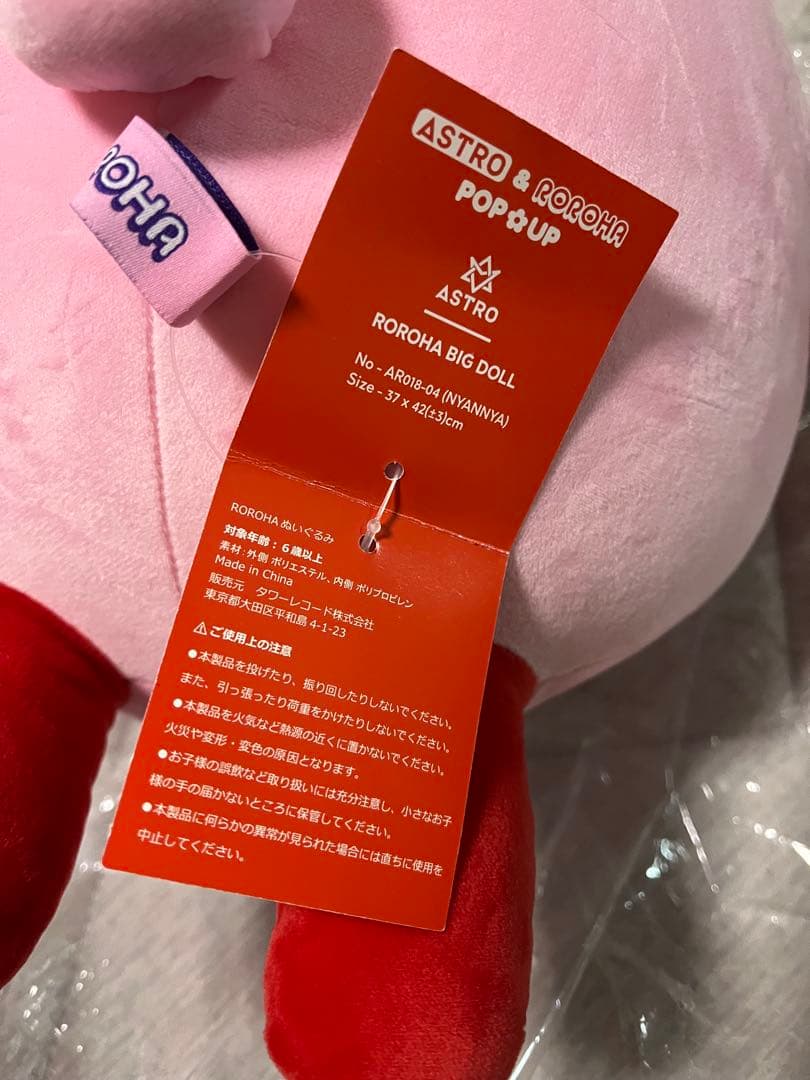 OROHA
ASTRO & ROROHA
POP UP
ASTRO
ROROHA BIG DOLL
No - AR018-04 (NYANNYA)
Size - 37 x 42(±3)cm
ROROHA ぬいぐるみ
対象年齢：６歳以上
素材：外側 ポリエステル、内側 ポリプロピレン
Made in China
販売元　タワーレコード株式会社
東京都大田区平和島 4-1-23
⚠ご使用上の注意
●本製品を投げたり、振り回したりしないでください。
また、引っ張ったり荷重をかけたりしないでください。
●本製品を火気など熱源の近くに置かないでください。
火災や変形・変色の原因となります。
●お子様の誤飲など取り扱いには充分注意し、小さなお子
様の手の届かないところに保管してください。
●本製品に何らかの異常が見られた場合には直ちに使用を
中止してください。